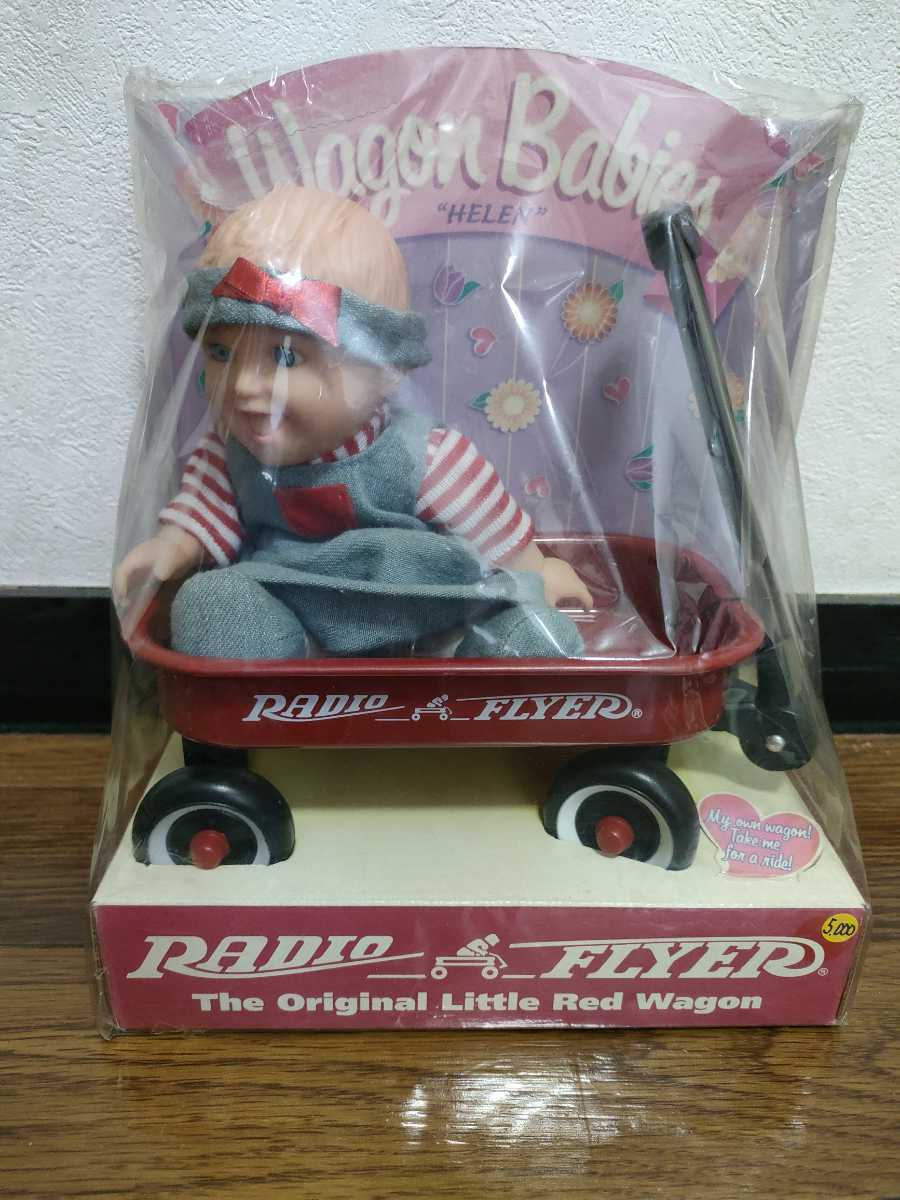 Wagon Babies
"HELEN"
RADIO FLYER®
My own wagon!
Take me
for a ride!
5,000
RADIO FLYER®
The Original Little Red Wagon